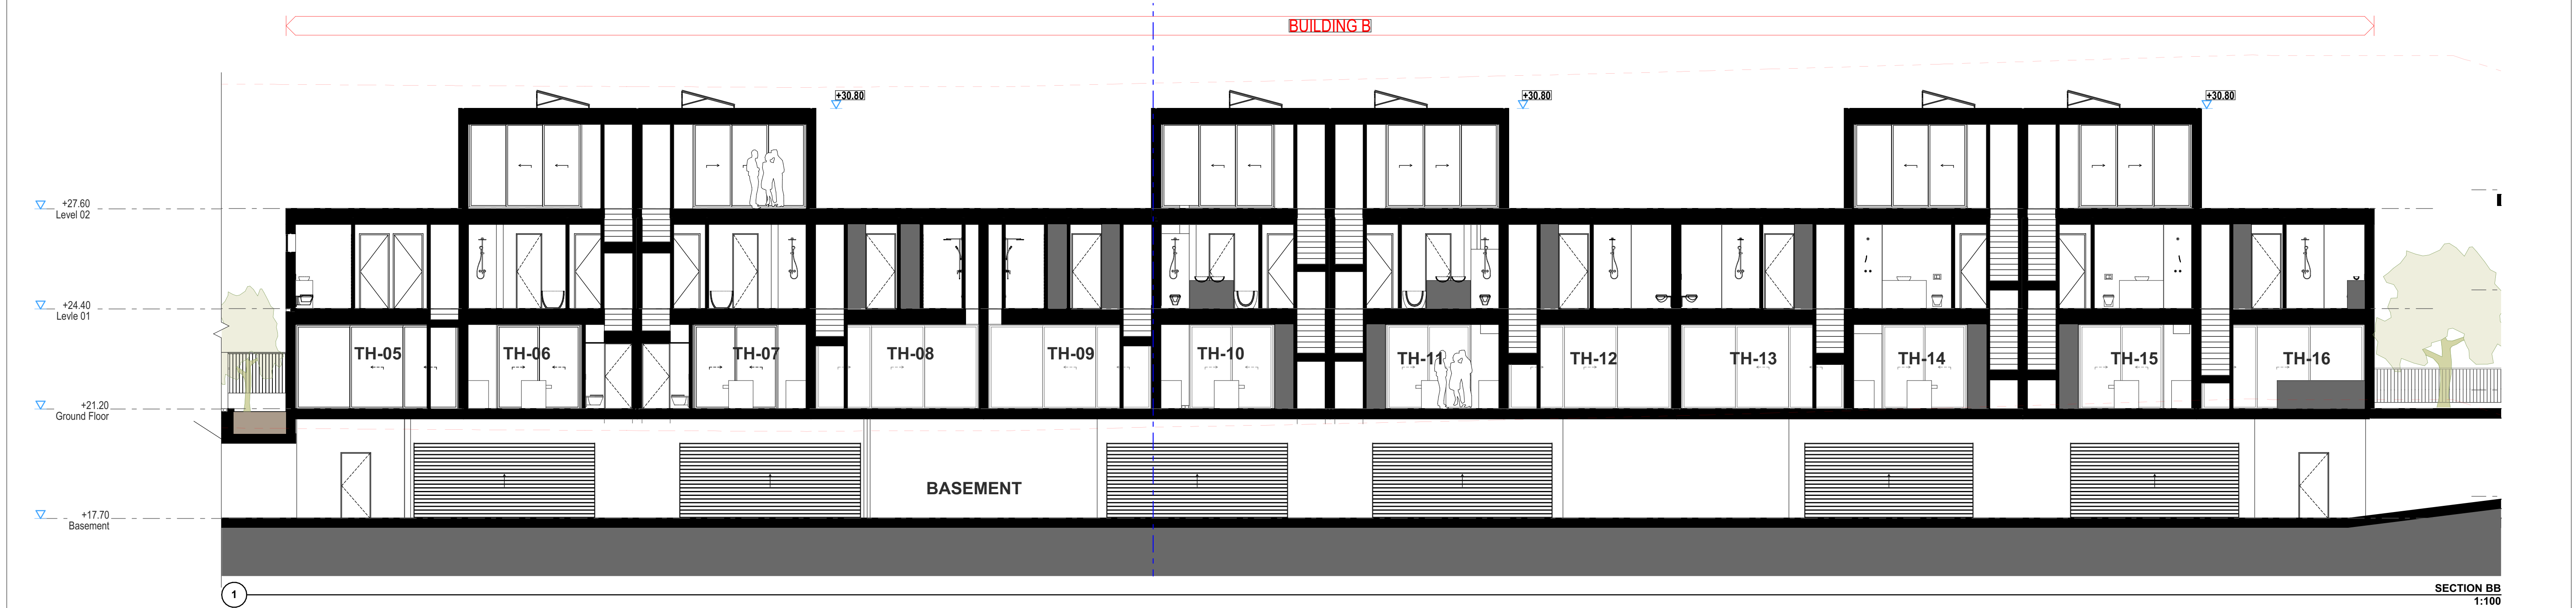 BUILDING B
+30.80
+30.80
+30.80
+27.60
Level 02
+24.40
Levle 01
TH-05
TH-06
TH-07
TH-08
TH-09
TH-10
TH-11
TH-12
TH-13
TH-14
TH-15
TH-16
+21.20
Ground Floor
BASEMENT
+17.70
Basement
1
SECTION BB
1:100